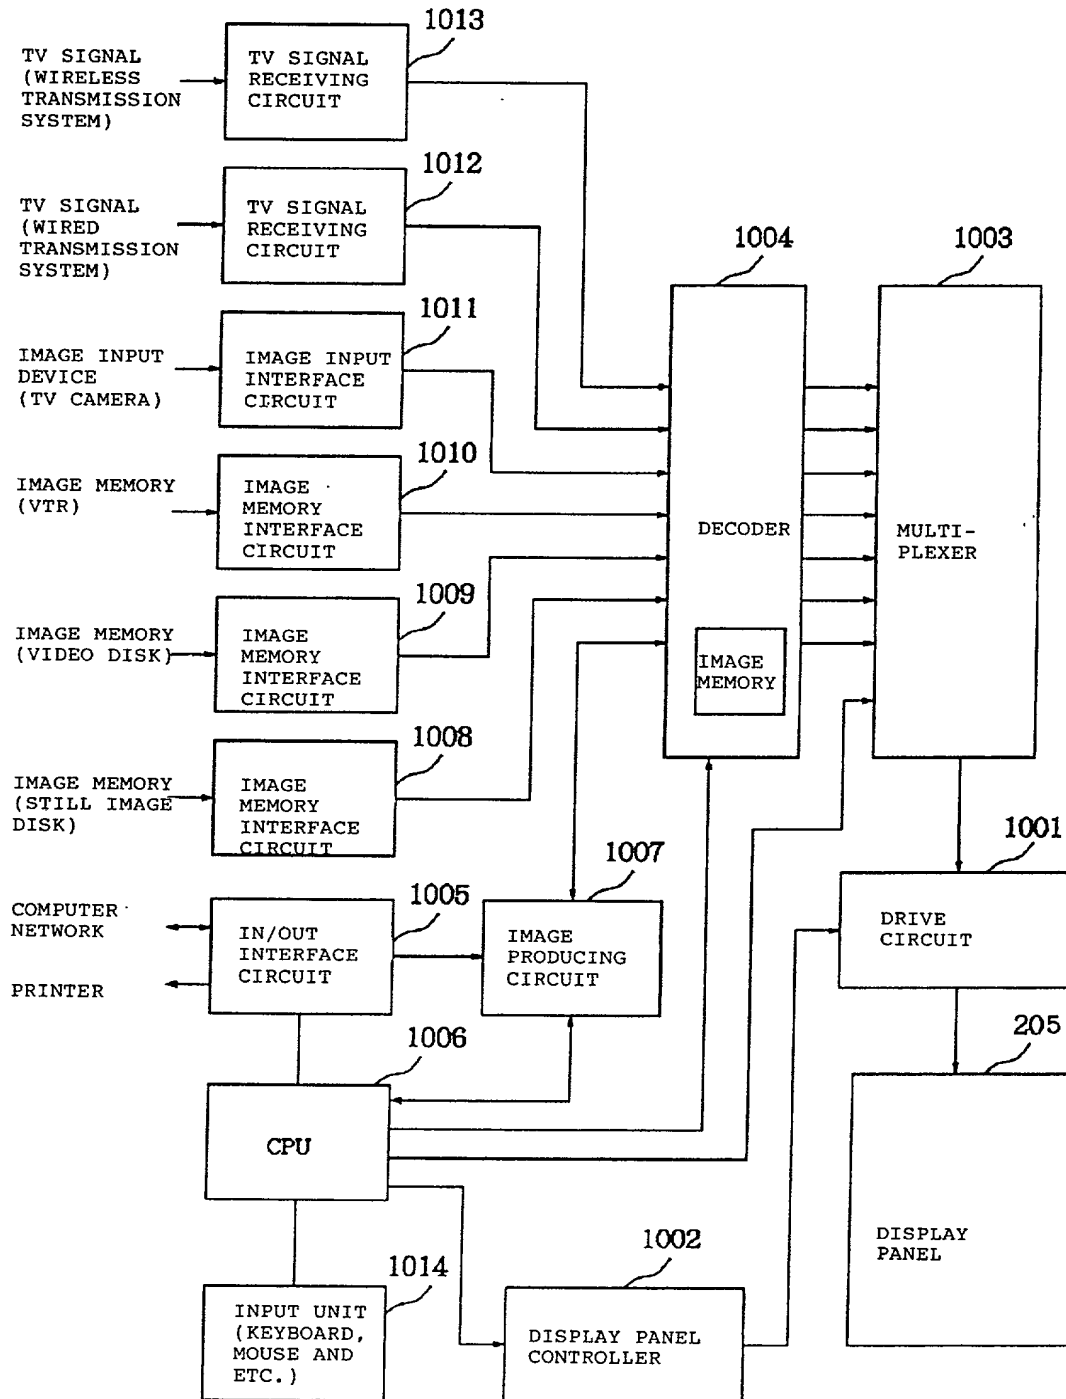 1013
TV SIGNAL
(WIRELESS
TRANSMISSION
SYSTEM)
TV SIGNAL
RECEIVING
CIRCUIT
1012
TV SIGNAL
(WIRED
TRANSMISSION
SYSTEM)
TV SIGNAL
RECEIVING
CIRCUIT
1011
IMAGE INPUT
DEVICE
(TV CAMERA)
IMAGE INPUT
INTERFACE
CIRCUIT
1010
IMAGE MEMORY
(VTR)
IMAGE
MEMORY
INTERFACE
CIRCUIT
1009
IMAGE MEMORY
(VIDEO DISK)
IMAGE
MEMORY
INTERFACE
CIRCUIT
1008
IMAGE MEMORY
(STILL IMAGE
DISK)
IMAGE
MEMORY
INTERFACE
CIRCUIT
1004
DECODER
IMAGE
MEMORY
1003
MULTI-
PLEXER
1005
COMPUTER
NETWORK
PRINTER
IN/OUT
INTERFACE
CIRCUIT
1007
IMAGE
PRODUCING
CIRCUIT
1001
DRIVE
CIRCUIT
1006
CPU
205
DISPLAY
PANEL
1014
INPUT UNIT
(KEYBOARD,
MOUSE AND
ETC.)
1002
DISPLAY PANEL
CONTROLLER